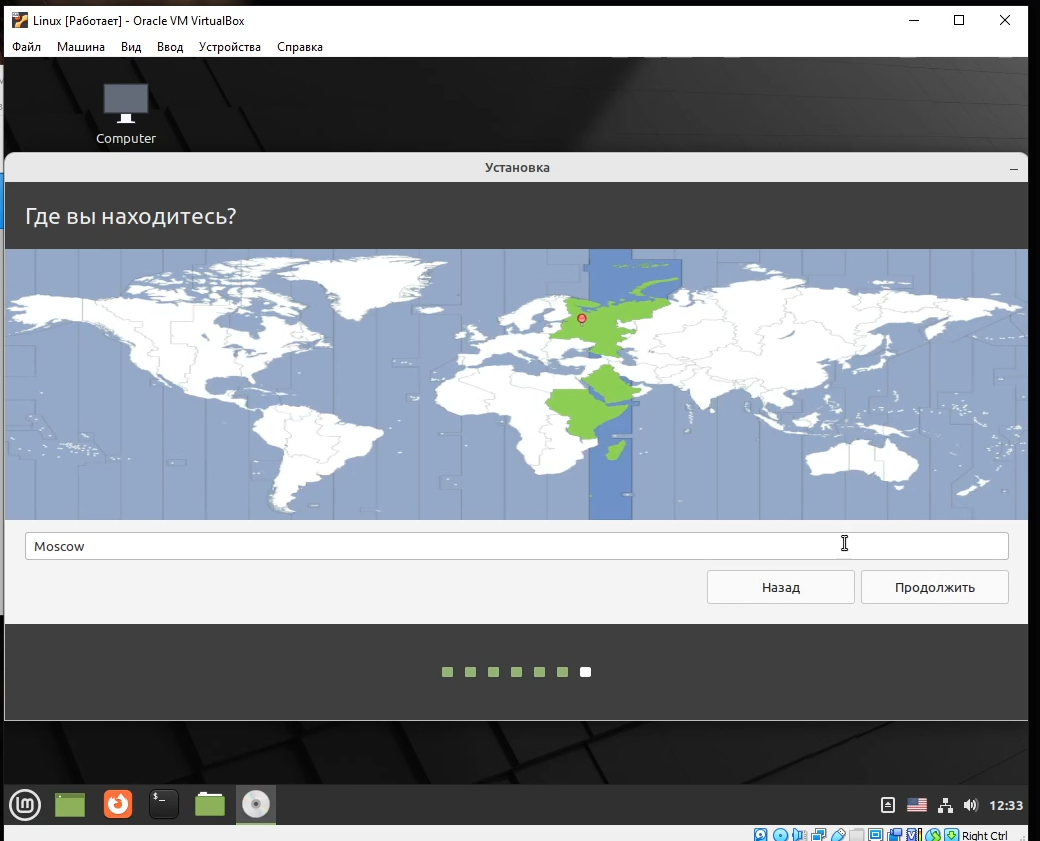 Linux [Работает] - Oracle VM VirtualBox
Файл Машина Вид Ввод Устройства Справка
Computer
Установка
Где вы находитесь?
Moscow
Назад Продолжить
12:33
Right Ctrl